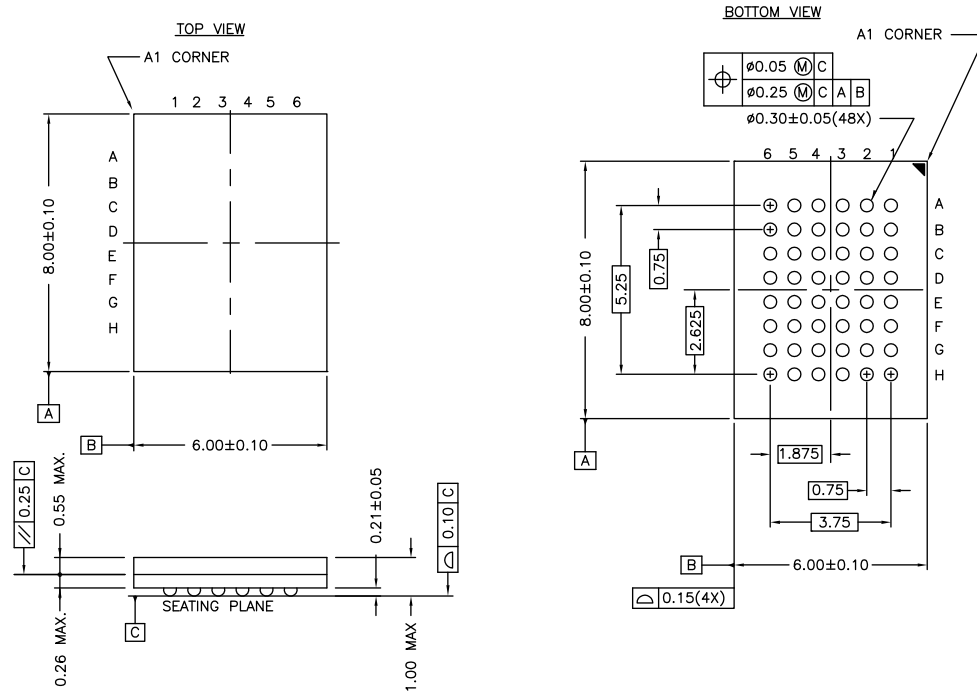 TOP VIEW
A1 CORNER
1 2 3 4 5 6
A
B
C
D
E
F
G
H
8.00±0.10
A
B
6.00±0.10
// 0.25 C
0.55 MAX.
0.21±0.05
⌓ 0.10 C
SEATING PLANE
C
0.26 MAX.
1.00 MAX
BOTTOM VIEW
A1 CORNER
⌖ ø0.05 Ⓜ C
ø0.25 Ⓜ C A B
ø0.30±0.05(48X)
6 5 4 3 2 1
A
B
C
D
E
F
G
H
8.00±0.10
5.25
0.75
2.625
A
1.875
0.75
3.75
B
6.00±0.10
⌓ 0.15(4X)